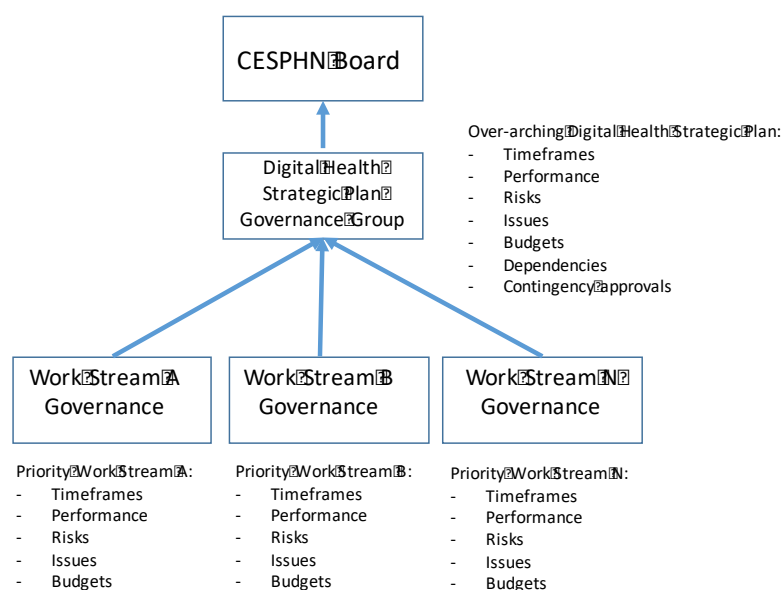 CESPHN Board
Digital Health
Strategic Plan
Governance Group
Over-arching Digital Health Strategic Plan:
- Timeframes
- Performance
- Risks
- Issues
- Budgets
- Dependencies
- Contingency approvals
Work Stream A
Governance
Work Stream B
Governance
Work Stream N
Governance
Priority Work Stream A:
- Timeframes
- Performance
- Risks
- Issues
- Budgets
Priority Work Stream B:
- Timeframes
- Performance
- Risks
- Issues
- Budgets
Priority Work Stream N:
- Timeframes
- Performance
- Risks
- Issues
- Budgets